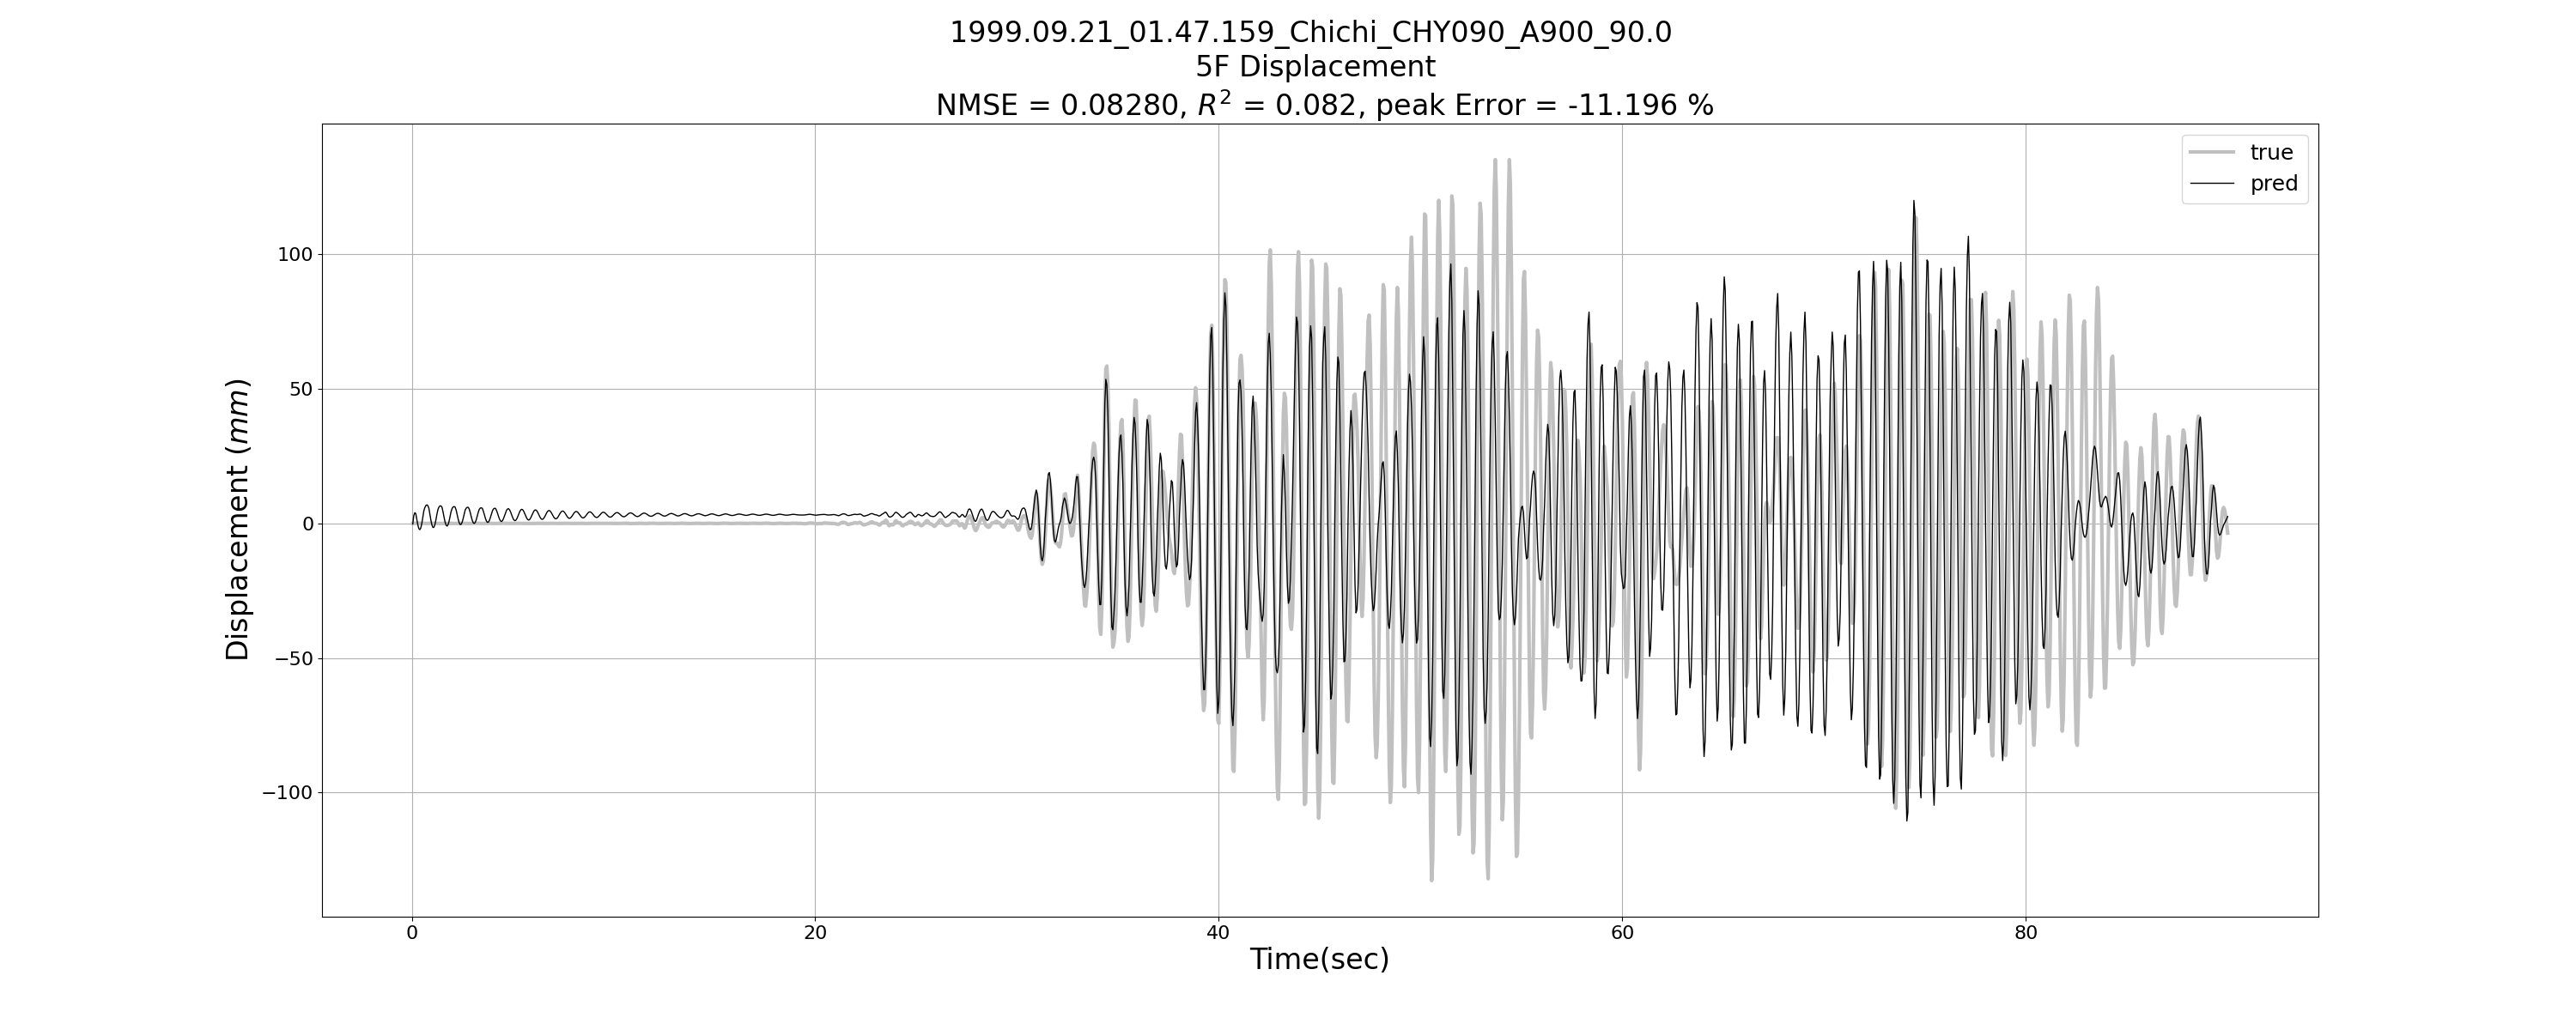 1999.09.21_01.47.159_Chichi_CHY090_A900_90.0
5F Displacement
NMSE = 0.08280, R² = 0.082, peak Error = -11.196 %
true
pred
Displacement (mm)
100
50
0
−50
−100
0 20 40 60 80
Time(sec)